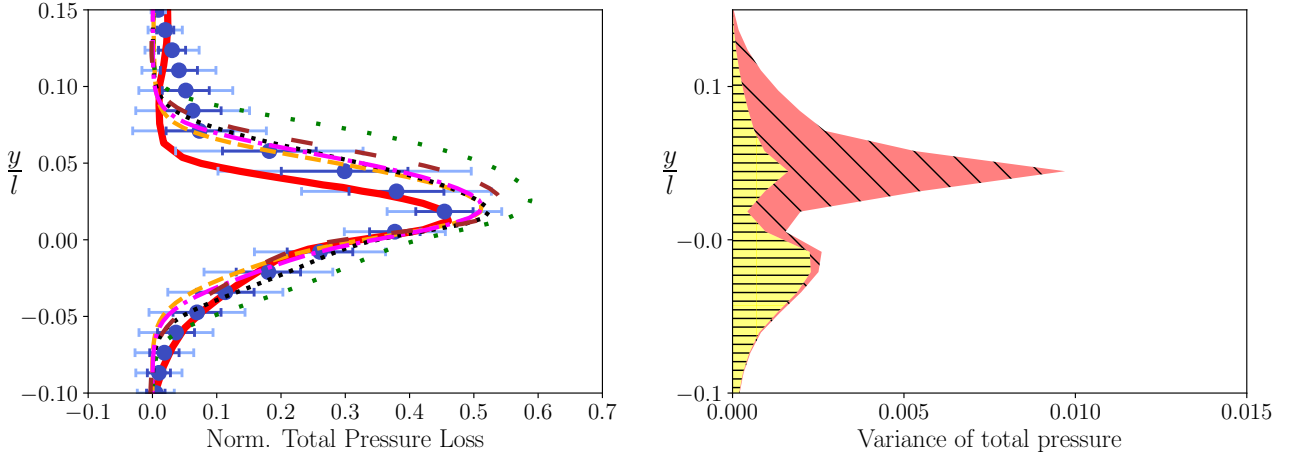 0.15
0.10
0.05
0.00
−0.05
−0.10
y
l
−0.1 0.0 0.1 0.2 0.3 0.4 0.5 0.6 0.7
Norm. Total Pressure Loss
0.1
−0.0
−0.1
y
l
0.000 0.005 0.010 0.015
Variance of total pressure